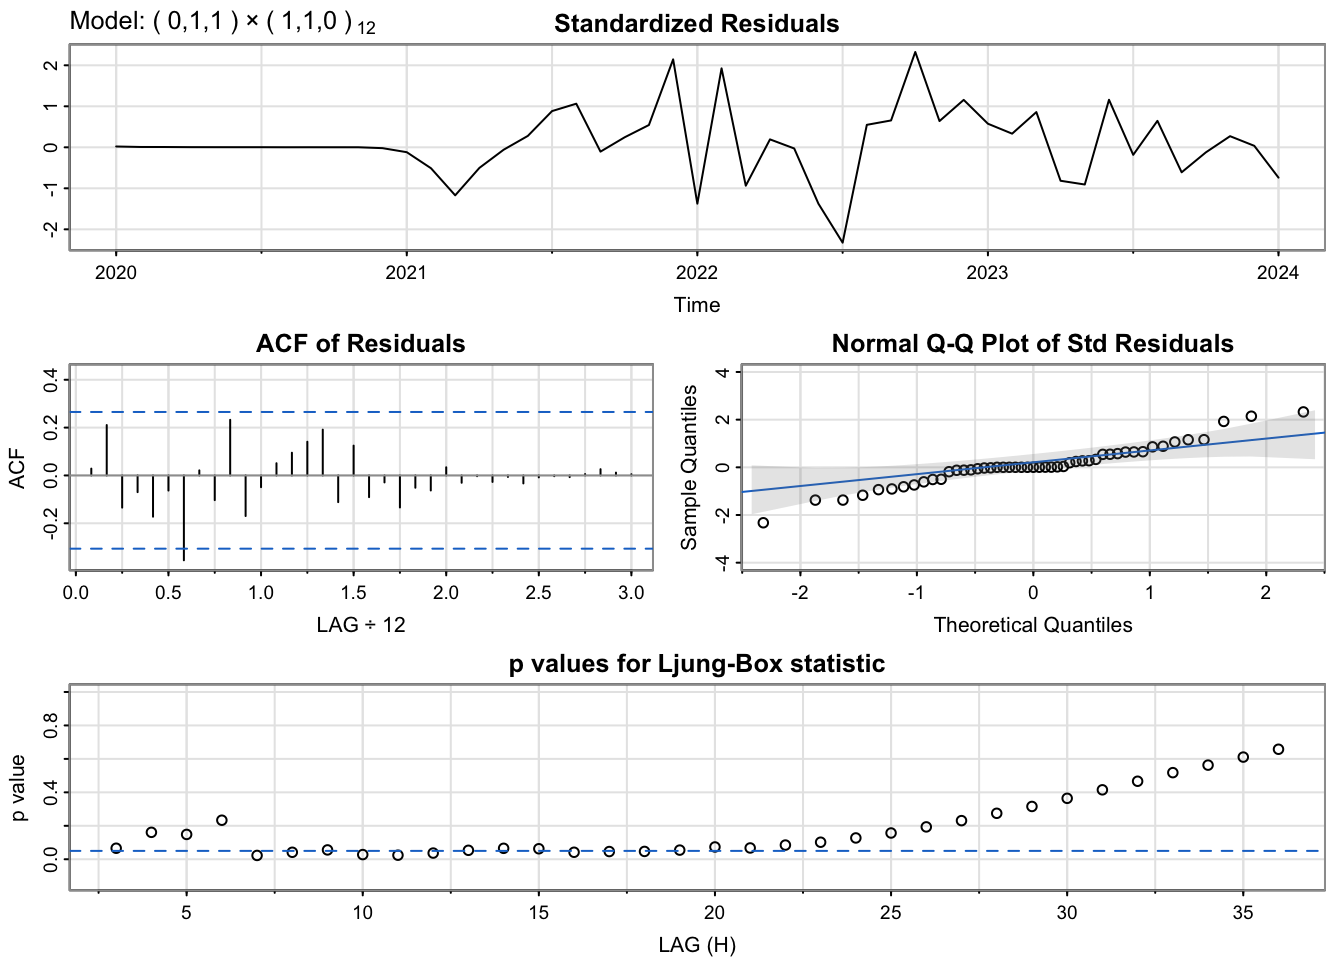 Model: ( 0,1,1 ) × ( 1,1,0 ) 12
Standardized Residuals
2
1
0
-1
-2
2020 2021 2022 2023 2024
Time
ACF of Residuals
ACF
0.4
0.2
0.0
-0.2
0.0 0.5 1.0 1.5 2.0 2.5 3.0
LAG ÷ 12
Normal Q-Q Plot of Std Residuals
Sample Quantiles
4
2
0
-2
-4
-2 -1 0 1 2
Theoretical Quantiles
p values for Ljung-Box statistic
p value
0.8
0.4
0.0
5 10 15 20 25 30 35
LAG (H)